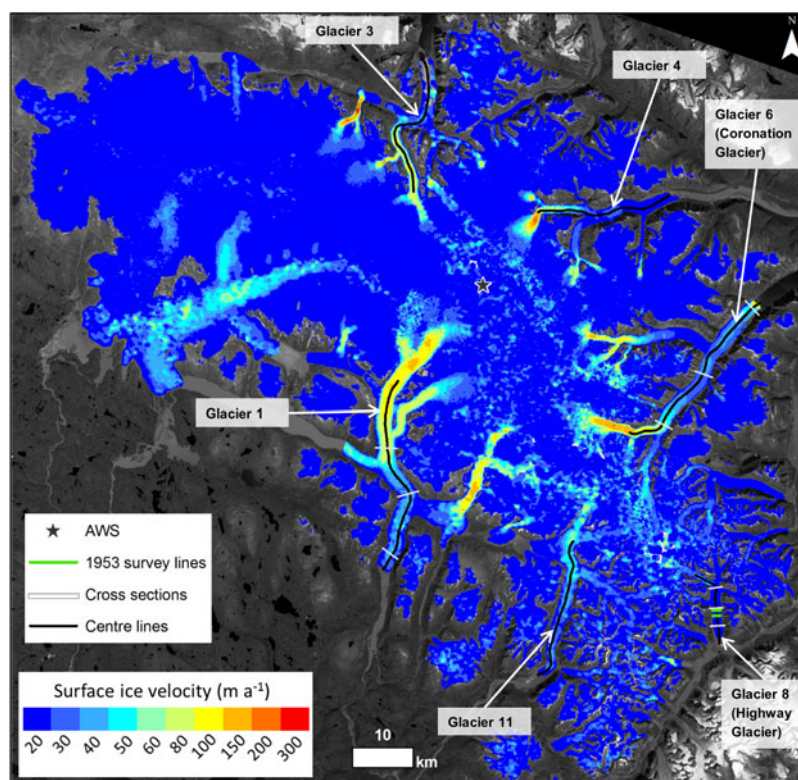 N
Glacier 3
Glacier 4
Glacier 6
(Coronation
Glacier)
Glacier 1
AWS
1953 survey lines
Cross sections
Centre lines
Surface ice velocity (m a⁻¹)
20 30 40 50 60 80 100 150 200 300
10
km
Glacier 11
Glacier 8
(Highway
Glacier)